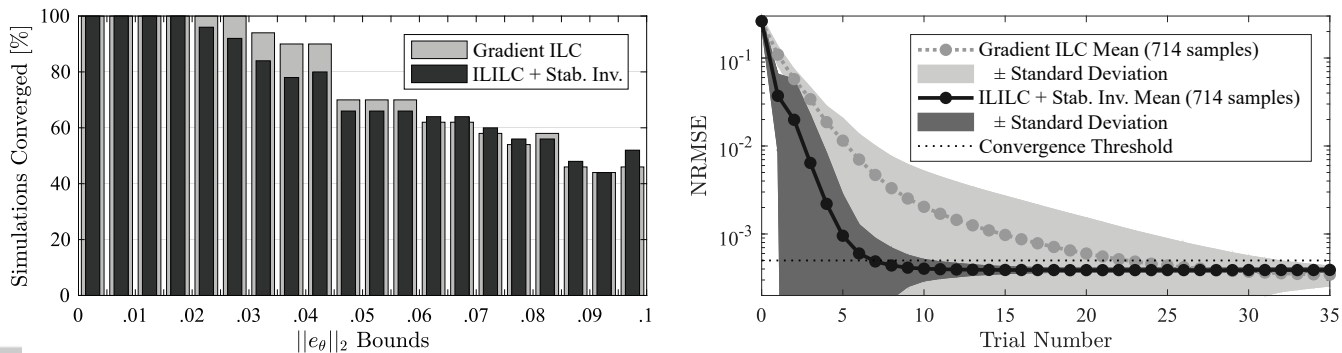 Simulations Converged [%]
100
80
60
40
20
0
Gradient ILC
ILILC + Stab. Inv.
0 .01 .02 .03 .04 .05 .06 .07 .08 .09 .1
||e_θ||₂ Bounds
NRMSE
10⁻¹
10⁻²
10⁻³
Gradient ILC Mean (714 samples)
± Standard Deviation
ILILC + Stab. Inv. Mean (714 samples)
± Standard Deviation
Convergence Threshold
0 5 10 15 20 25 30 35
Trial Number